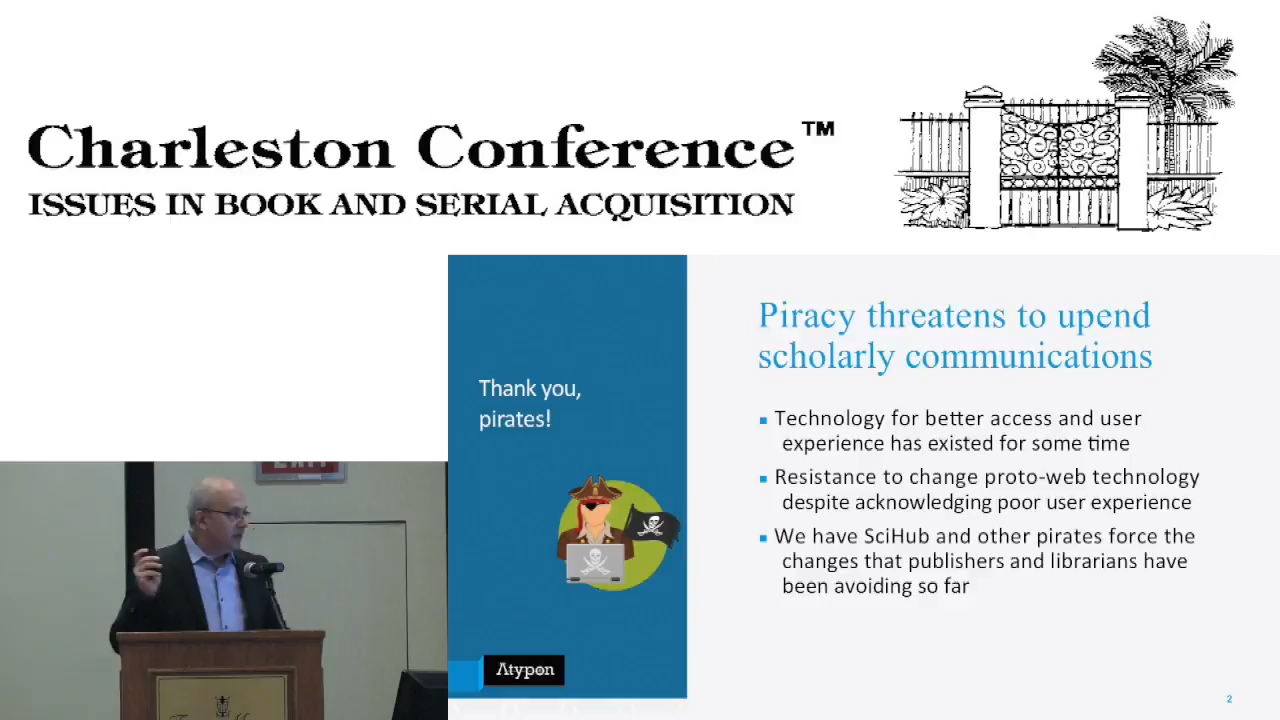 Charleston Conference™
ISSUES IN BOOK AND SERIAL ACQUISITION
Thank you,
pirates!
Atypon
Piracy threatens to upend
scholarly communications
▪ Technology for better access and user
experience has existed for some time
▪ Resistance to change proto-web technology
despite acknowledging poor user experience
▪ We have SciHub and other pirates force the
changes that publishers and librarians have
been avoiding so far
2
EXIT